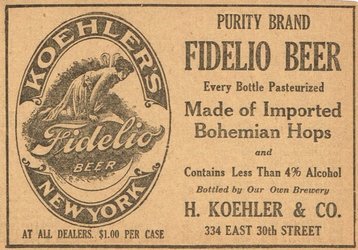 KOEHLER'S
Fidelio
BEER
NEW YORK
AT ALL DEALERS. $1.00 PER CASE
PURITY BRAND
FIDELIO BEER
Every Bottle Pasteurized
Made of Imported
Bohemian Hops
and
Contains Less Than 4% Alcohol
Bottled by Our Own Brewery
H. KOEHLER & CO.
334 EAST 30th STREET